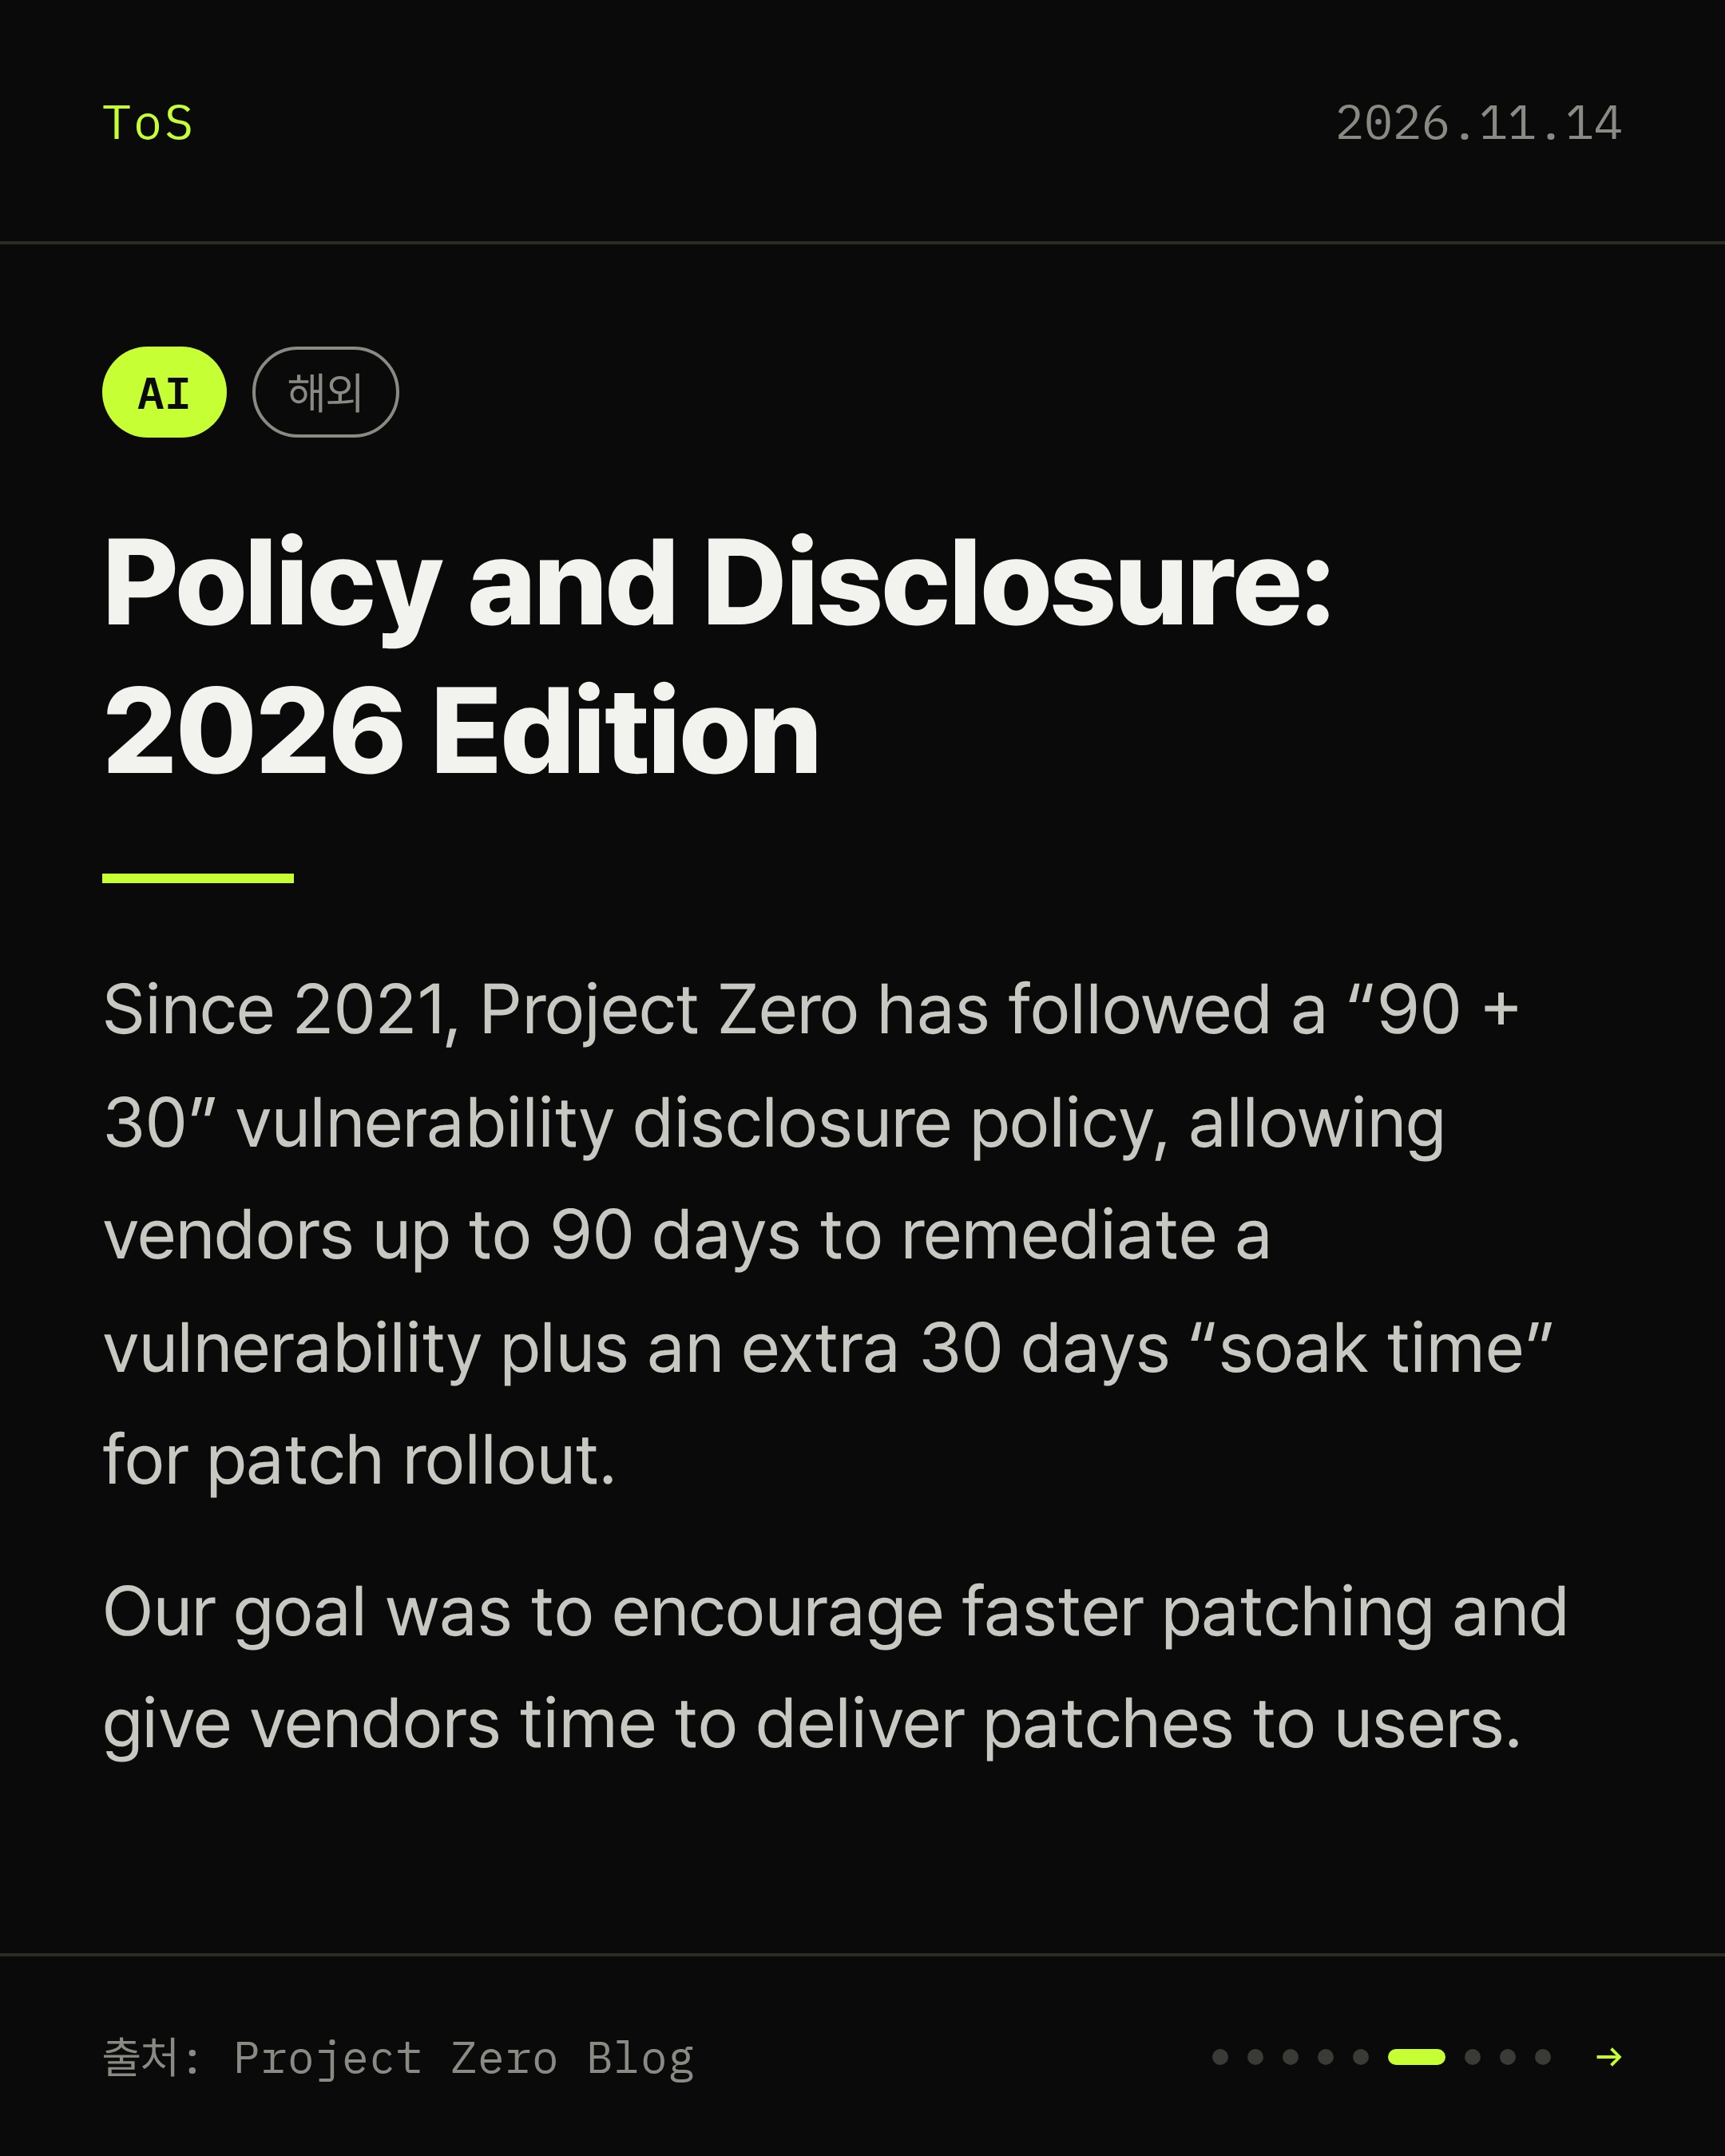 ToS
2026.11.14
AI
해외
Policy and Disclosure:
2026 Edition
Since 2021, Project Zero has followed a “90 +
30” vulnerability disclosure policy, allowing
vendors up to 90 days to remediate a
vulnerability plus an extra 30 days “soak time”
for patch rollout.
Our goal was to encourage faster patching and
give vendors time to deliver patches to users.
출처: Project Zero Blog
→